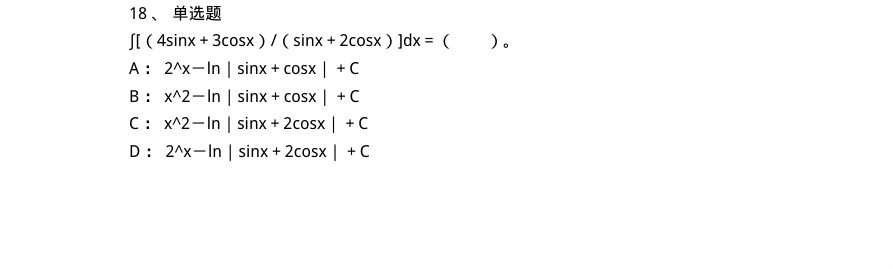 18 、 单选题
∫[（4sinx＋3cosx）/（sinx＋2cosx）]dx＝（　　）。
A： 2^x－ln｜sinx＋cosx｜＋C
B： x^2－ln｜sinx＋cosx｜＋C
C： x^2－ln｜sinx＋2cosx｜＋C
D： 2^x－ln｜sinx＋2cosx｜＋C